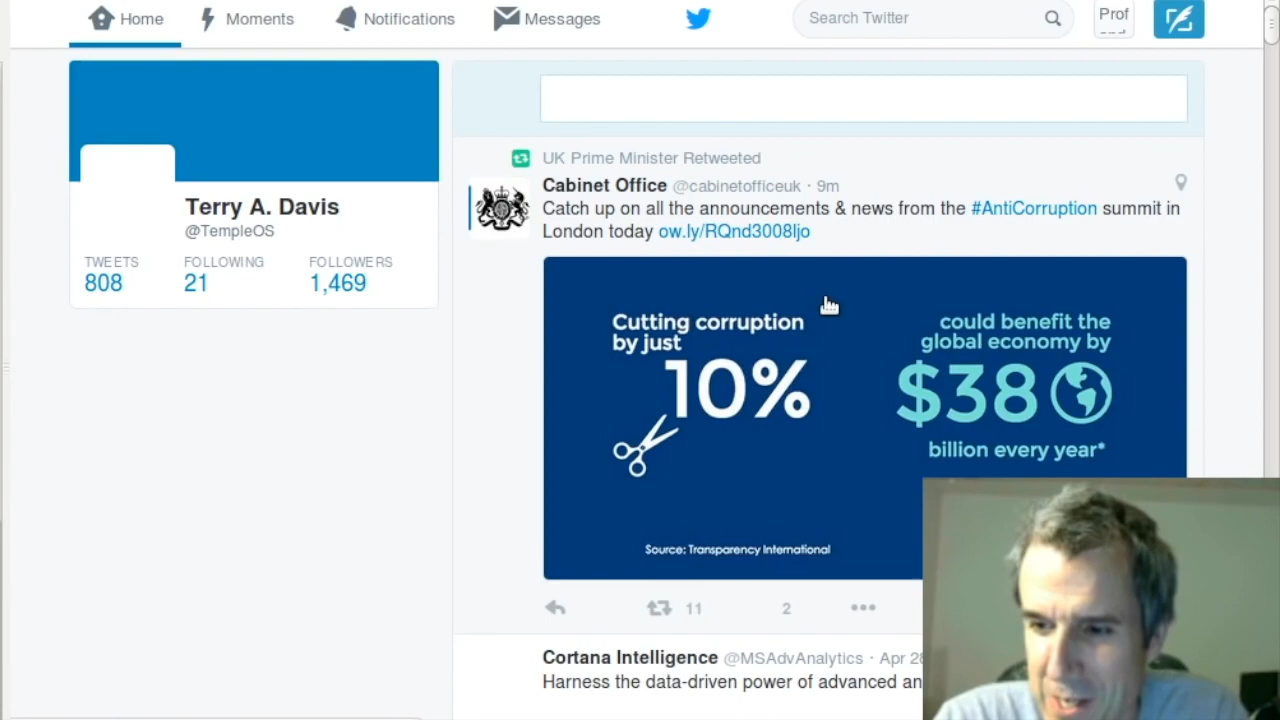 Home
Moments
Notifications
Messages
Search Twitter
Prof
Terry A. Davis
@TempleOS
TWEETS
FOLLOWING
FOLLOWERS
808
21
1,469
UK Prime Minister Retweeted
Cabinet Office @cabinetofficeuk · 9m
Catch up on all the announcements & news from the #AntiCorruption summit in
London today ow.ly/RQnd3008ljo
Cutting corruption
by just
10%
could benefit the
global economy by
$38
billion every year*
Source: Transparency International
11
2
•••
Cortana Intelligence @MSAdvAnalytics · Apr 28
Harness the data-driven power of advanced an